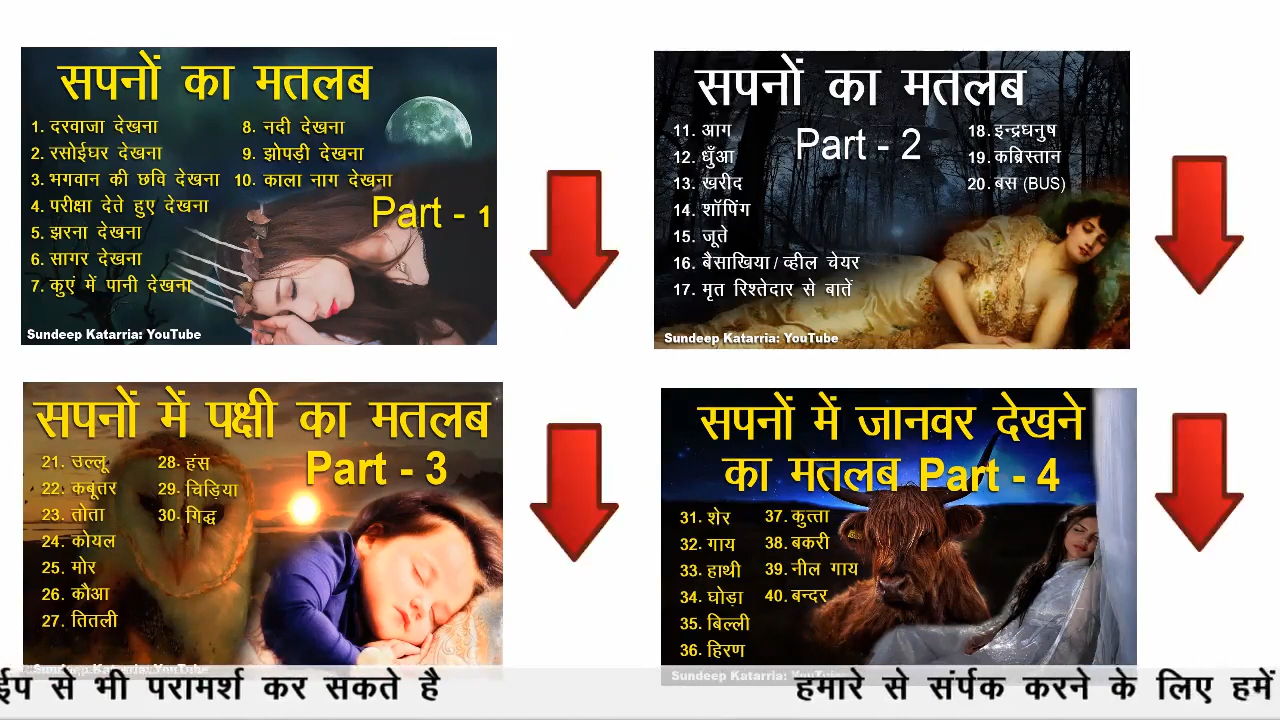 सपनों का मतलब
1. दरवाजा देखना
2. रसोईघर देखना
3. भगवान की छवि देखना
4. परीक्षा देते हुए देखना
5. झरना देखना
6. सागर देखना
7. कुएं में पानी देखना
8. नदी देखना
9. झोपड़ी देखना
10. काला नाग देखना
Part - 1
Sundeep Katarria: YouTube
सपनों का मतलब
Part - 2
11. आग
12. धुँआ
13. खरीद
14. शॉपिंग
15. जूते
16. बैसाखिया / व्हील चेयर
17. मृत रिश्तेदार से बातें
18. इन्द्रधनुष
19. कब्रिस्तान
20. बस (BUS)
Sundeep Katarria: YouTube
सपनों में पक्षी का मतलब
Part - 3
21. उल्लू
22. कबूतर
23. तोता
24. कोयल
25. मोर
26. कौआ
27. तितली
28. हंस
29. चिड़िया
30. गिद्ध
Sundeep Katarria: YouTube
सपनों में जानवर देखने
का मतलब Part - 4
31. शेर
32. गाय
33. हाथी
34. घोड़ा
35. बिल्ली
36. हिरण
37. कुत्ता
38. बकरी
39. नील गाय
40. बन्दर
Sundeep Katarria: YouTube
से भी परामर्श कर सकते है हमारे से संर्पक करने के लिए हमें